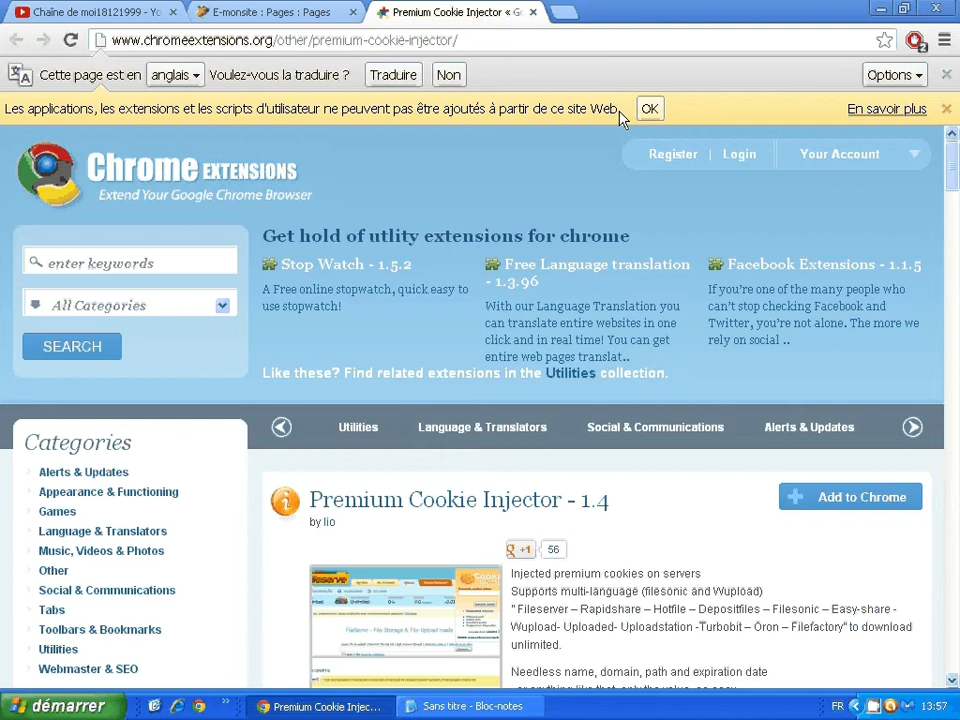 Chaîne de moi18121999 - Yo
E-monsite : Pages : Pages
Premium Cookie Injector « G
www.chromeextensions.org/other/premium-cookie-injector/
2
Cette page est en anglais Voulez-vous la traduire ? Traduire Non Options
Les applications, les extensions et les scripts d'utilisateur ne peuvent pas être ajoutés à partir de ce site Web. OK En savoir plus
Chrome EXTENSIONS
Extend Your Google Chrome Browser
Register | Login
Your Account
enter keywords
All Categories
SEARCH
Get hold of utlity extensions for chrome
Stop Watch - 1.5.2
A Free online stopwatch, quick easy to
use stopwatch!
Free Language translation
- 1.3.96
With our Language Translation you
can translate entire websites in one
click and in real time! You can get
entire web pages translat..
Facebook Extensions - 1.1.5
If you're one of the many people who
can't stop checking Facebook and
Twitter, you're not alone. The more we
rely on social ..
Like these? Find related extensions in the Utilities collection.
Utilities
Language & Translators
Social & Communications
Alerts & Updates
Categories
Alerts & Updates
Appearance & Functioning
Games
Language & Translators
Music, Videos & Photos
Other
Social & Communications
Tabs
Toolbars & Bookmarks
Utilities
Webmaster & SEO
Premium Cookie Injector - 1.4
by lio
Add to Chrome
+1 56
Injected premium cookies on servers
Supports multi-language (filesonic and Wupload)
" Fileserver – Rapidshare – Hotfile – Depositfiles – Filesonic – Easy-share -
Wupload- Uploaded- Uploadstation -Turbobit – Oron – Filefactory" to download
unlimited.
Needless name, domain, path and expiration date
démarrer
Premium Cookie Injec...
Sans titre - Bloc-notes
FR
13:57